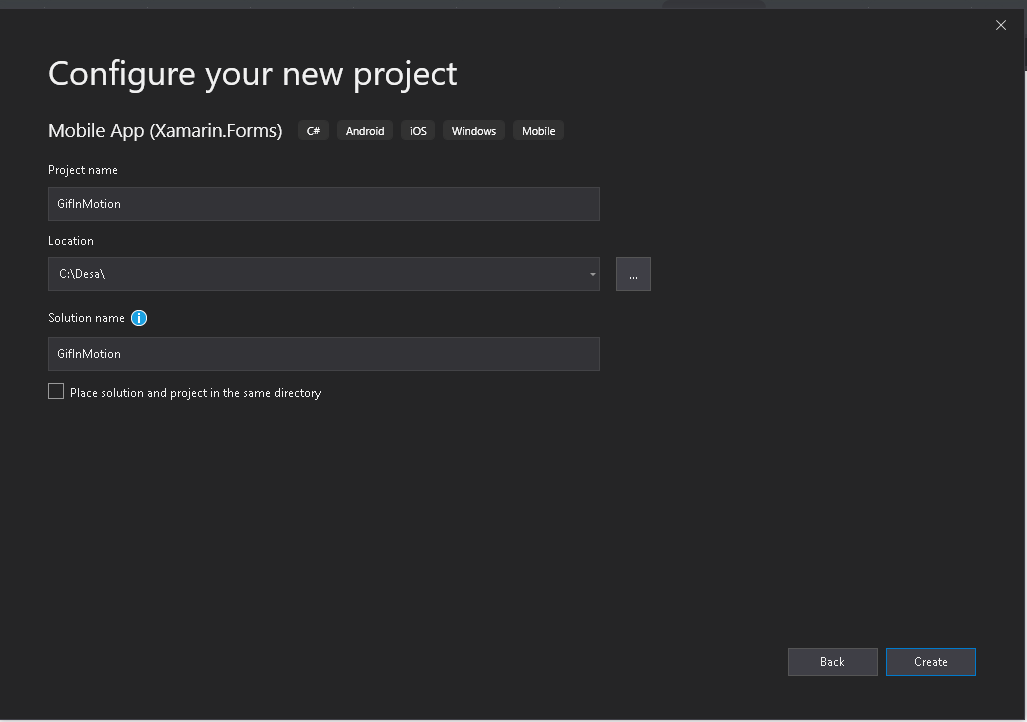 Configure your new project
Mobile App (Xamarin.Forms) C# Android iOS Windows Mobile
Project name
GifInMotion
Location
C:\Desa\
...
Solution name
GifInMotion
Place solution and project in the same directory
Back Create